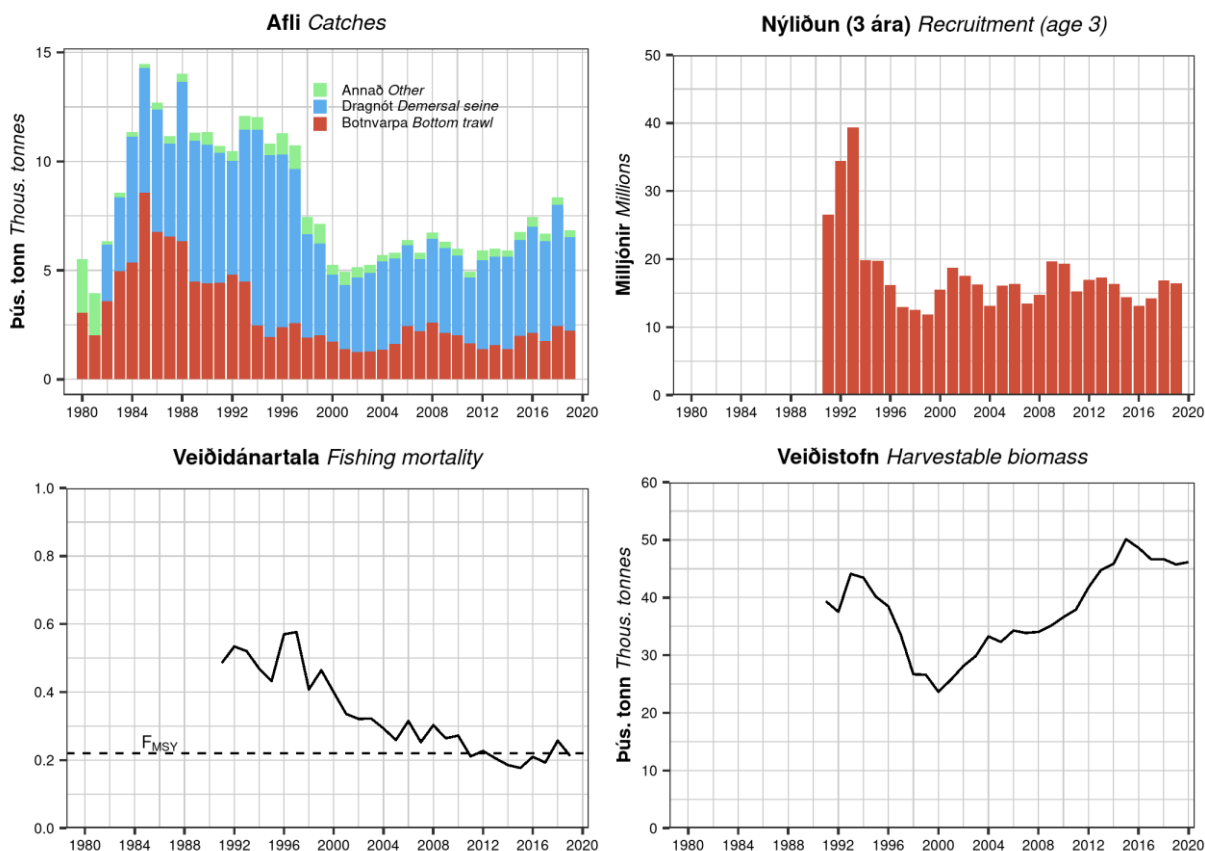 Afli Catches
Þús. tonn Thous. tonnes
15
10
5
0
Annað Other
Dragnót Demersal seine
Botnvarpa Bottom trawl
1980 1984 1988 1992 1996 2000 2004 2008 2012 2016 2020
Nýliðun (3 ára) Recruitment (age 3)
Milljónir Millions
50
40
30
20
10
0
1980 1984 1988 1992 1996 2000 2004 2008 2012 2016 2020
Veiðidánartala Fishing mortality
1.0
0.8
0.6
0.4
0.2
0.0
FMSY
1980 1984 1988 1992 1996 2000 2004 2008 2012 2016 2020
Veiðistofn Harvestable biomass
Þús. tonn Thous. tonnes
60
50
40
30
20
10
0
1980 1984 1988 1992 1996 2000 2004 2008 2012 2016 2020